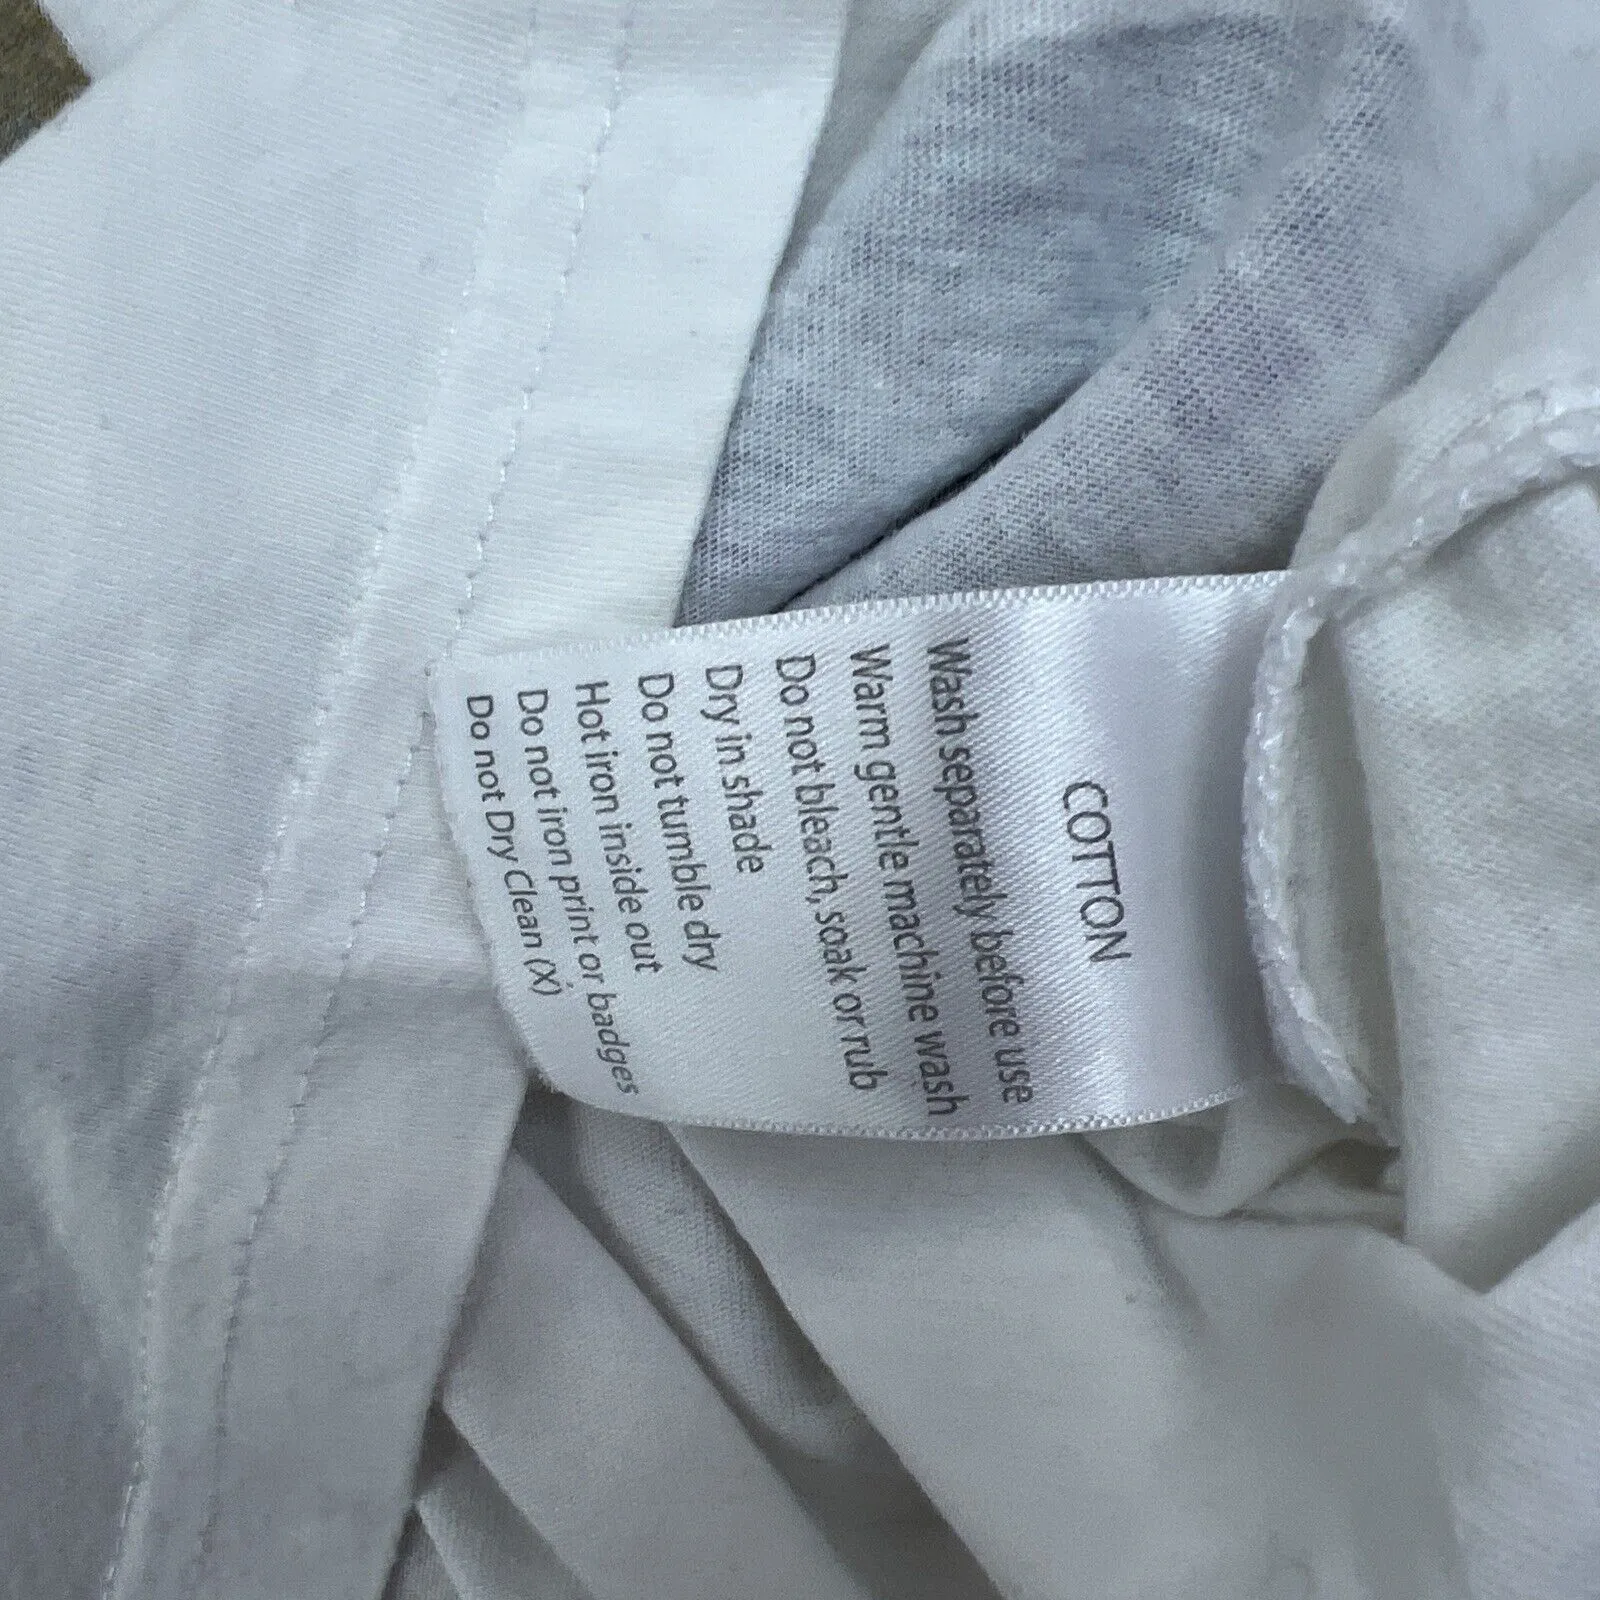 COTTON
Wash separately before use
Warm gentle machine wash
Do not bleach, soak or rub
Dry in shade
Do not tumble dry
Hot iron inside out
Do not iron print or badges
Do not Dry Clean (X)